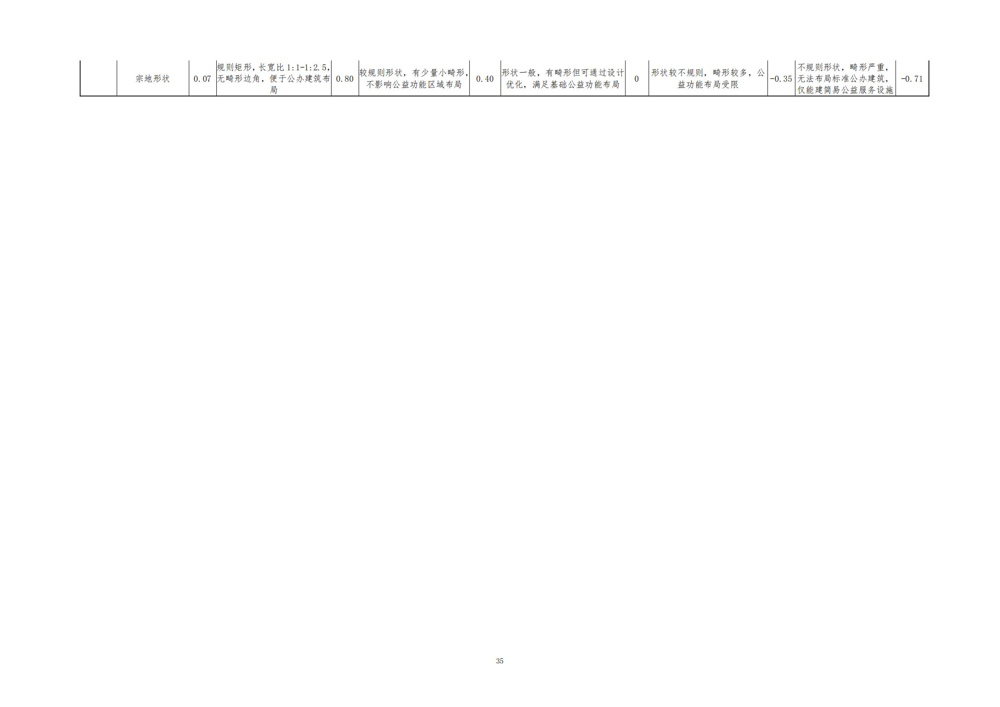 宗地形状
0.07
规则矩形，长宽比 1:1-1:2.5，
无畸形边角，便于公办建筑布
局
0.80
较规则形状，有少量小畸形，
不影响公益功能区域布局
0.40
形状一般，有畸形但可通过设计
优化，满足基础公益功能布局
0
形状较不规则，畸形较多，公
益功能布局受限
-0.35
不规则形状，畸形严重，
无法布局标准公办建筑，
仅能建简易公益服务设施
-0.71
35